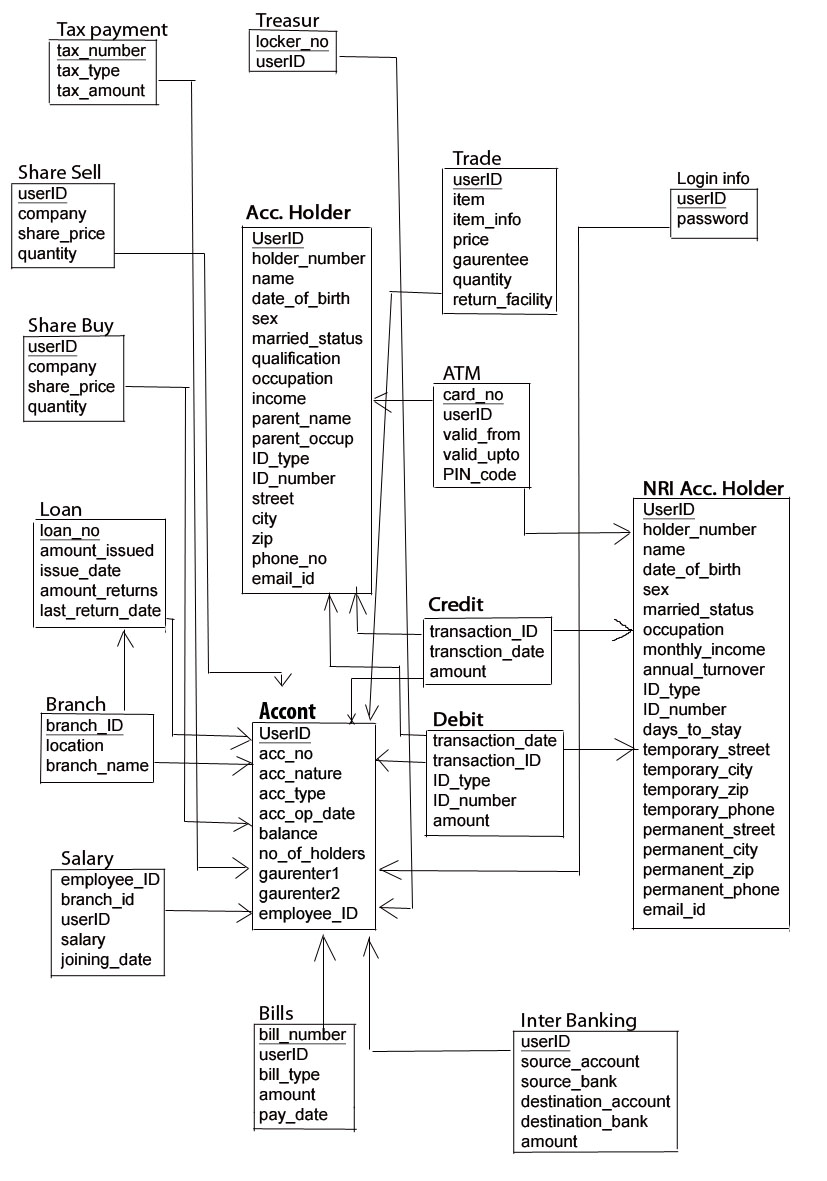 Tax payment
tax_number
tax_type
tax_amount
Treasur
locker_no
userID
Share Sell
userID
company
share_price
quantity
Acc. Holder
UserID
holder_number
name
date_of_birth
sex
married_status
qualification
occupation
income
parent_name
parent_occup
ID_type
ID_number
street
city
zip
phone_no
email_id
Trade
userID
item
item_info
price
gaurentee
quantity
return_facility
Login info
userID
password
Share Buy
userID
company
share_price
quantity
ATM
card_no
userID
valid_from
valid_upto
PIN_code
NRI Acc. Holder
UserID
holder_number
name
date_of_birth
sex
married_status
occupation
monthly_income
annual_turnover
ID_type
ID_number
days_to_stay
temporary_street
temporary_city
temporary_zip
temporary_phone
permanent_street
permanent_city
permanent_zip
permanent_phone
email_id
Loan
loan_no
amount_issued
issue_date
amount_returns
last_return_date
Credit
transaction_ID
transction_date
amount
Branch
branch_ID
location
branch_name
Accont
UserID
acc_no
acc_nature
acc_type
acc_op_date
balance
no_of_holders
gaurenter1
gaurenter2
employee_ID
Debit
transaction_date
transaction_ID
ID_type
ID_number
amount
Salary
employee_ID
branch_id
userID
salary
joining_date
Bills
bill_number
userID
bill_type
amount
pay_date
Inter Banking
userID
source_account
source_bank
destination_account
destination_bank
amount